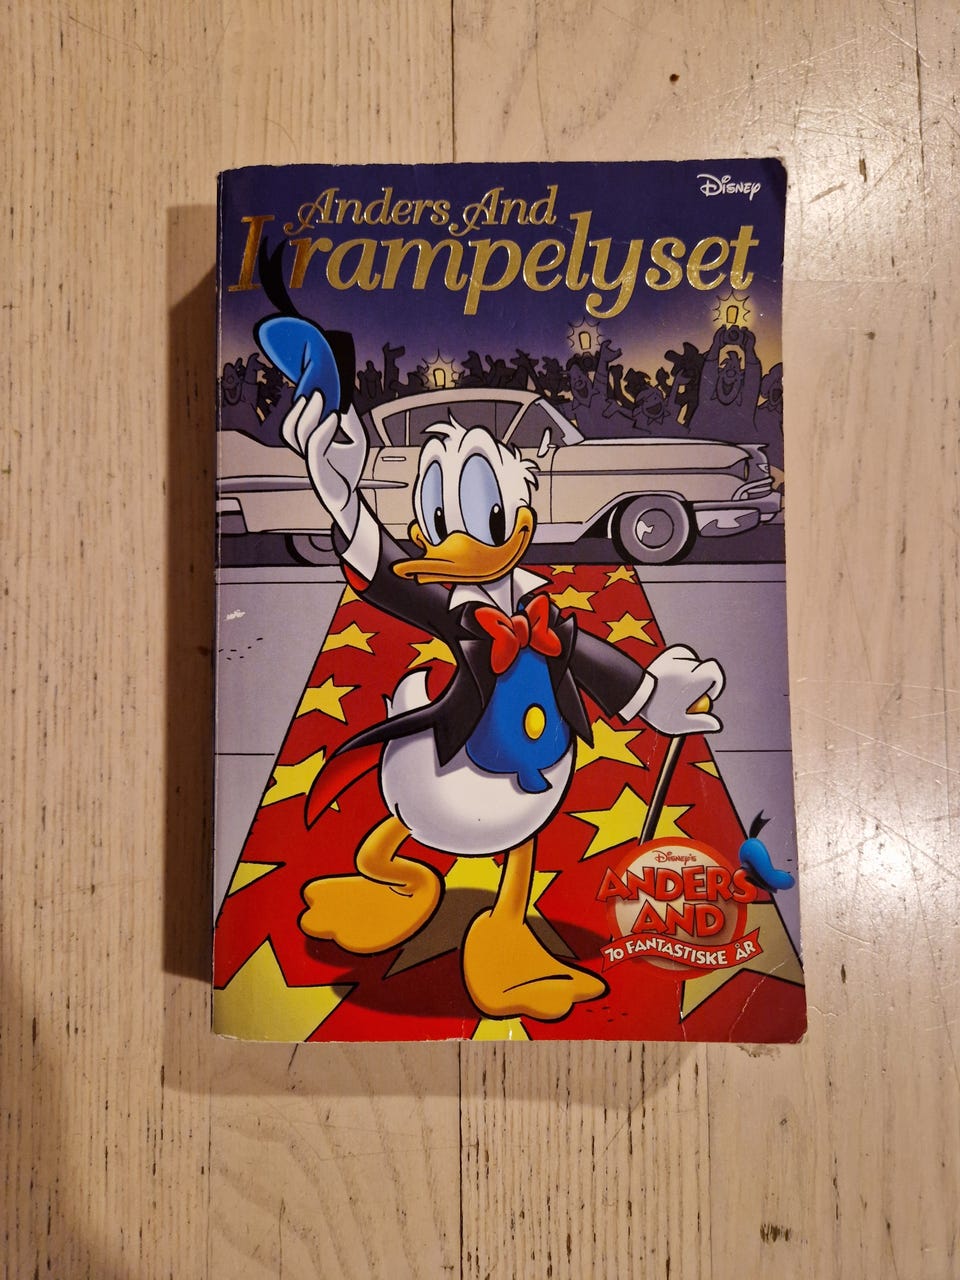 Disney
Anders And
I rampelyset
Disney's
ANDERS
AND
70 FANTASTISKE ÅR